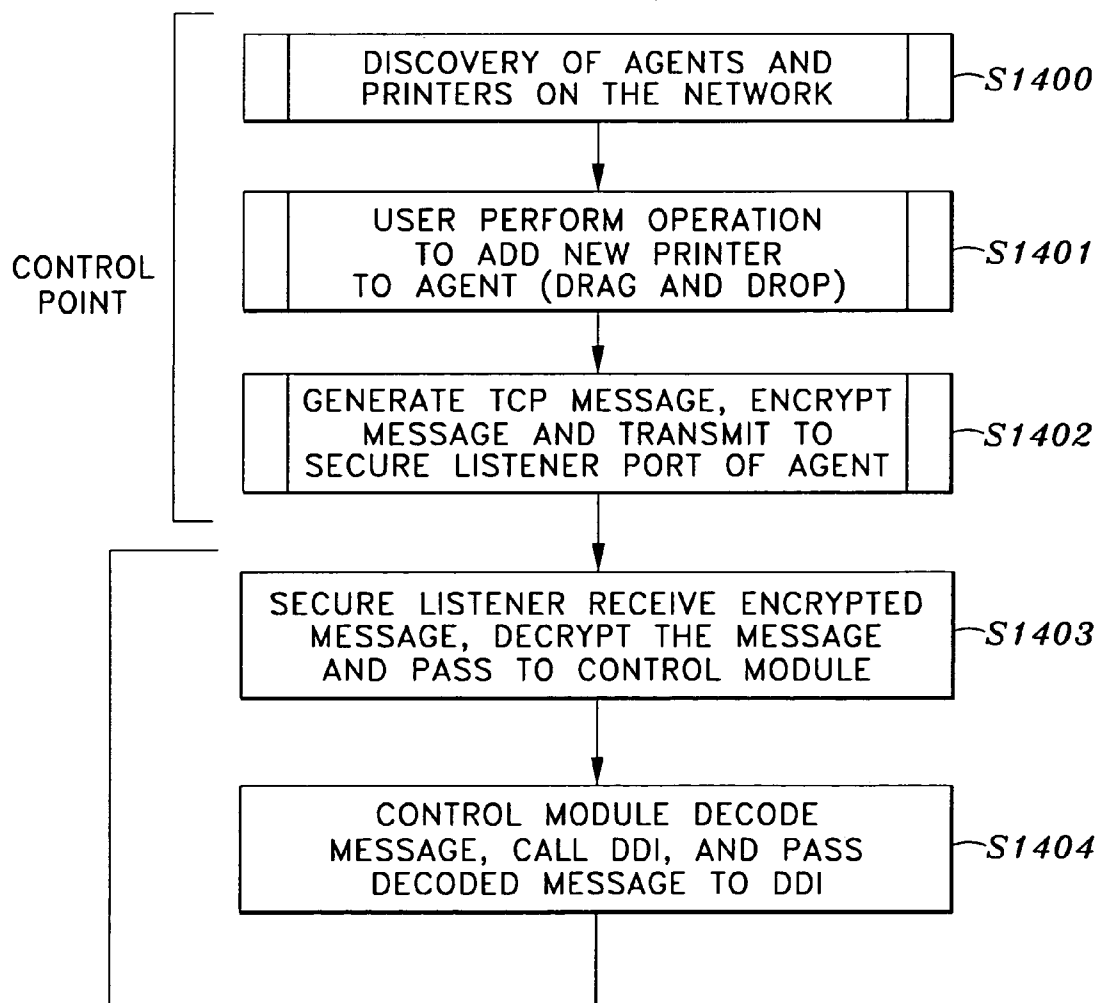 DISCOVERY OF AGENTS AND
PRINTERS ON THE NETWORK
S1400
USER PERFORM OPERATION
TO ADD NEW PRINTER
TO AGENT (DRAG AND DROP)
S1401
CONTROL
POINT
GENERATE TCP MESSAGE, ENCRYPT
MESSAGE AND TRANSMIT TO
SECURE LISTENER PORT OF AGENT
S1402
SECURE LISTENER RECEIVE ENCRYPTED
MESSAGE, DECRYPT THE MESSAGE
AND PASS TO CONTROL MODULE
S1403
CONTROL MODULE DECODE
MESSAGE, CALL DDI, AND PASS
DECODED MESSAGE TO DDI
S1404